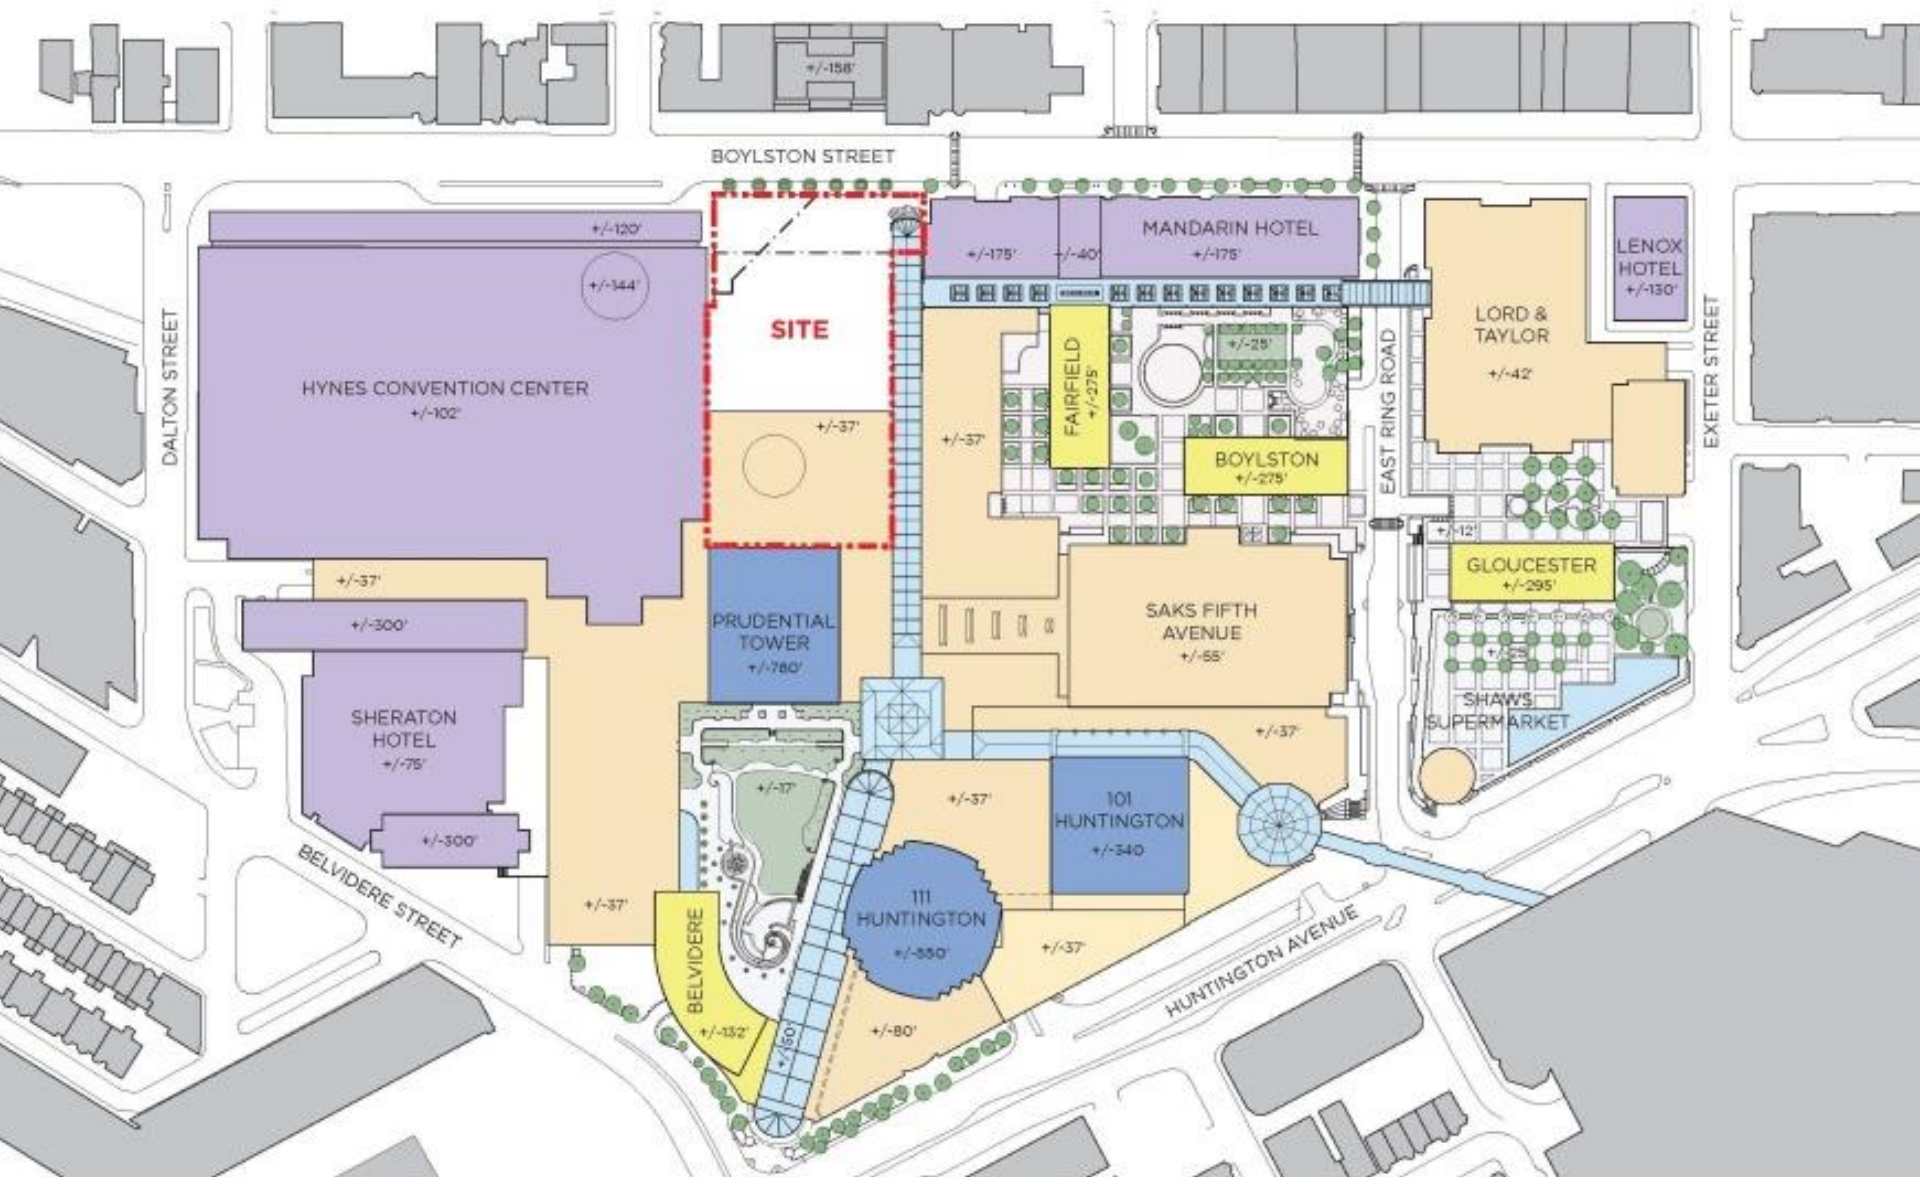 +/-158'
BOYLSTON STREET
+/-120'
+/-144'
HYNES CONVENTION CENTER
+/-102'
DALTON STREET
SITE
+/-37'
+/-175'
+/-40'
MANDARIN HOTEL
+/-175'
LENOX
HOTEL
+/-130'
LORD &
TAYLOR
+/-42'
EXETER STREET
EAST RING ROAD
+/-37'
FAIRFIELD
+/-275'
+/-25'
BOYLSTON
+/-275'
+/-12'
GLOUCESTER
+/-295'
+/-25'
SHAW'S
SUPERMARKET
SAKS FIFTH
AVENUE
+/-55'
+/-37'
+/-300'
SHERATON
HOTEL
+/-75'
+/-300'
PRUDENTIAL
TOWER
+/-780'
+/-17'
+/-37'
+/-37'
101
HUNTINGTON
+/-340
111
HUNTINGTON
+/-550'
+/-37'
+/-37'
BELVIDERE
+/-132'
+/-80'
BELVIDERE STREET
HUNTINGTON AVENUE